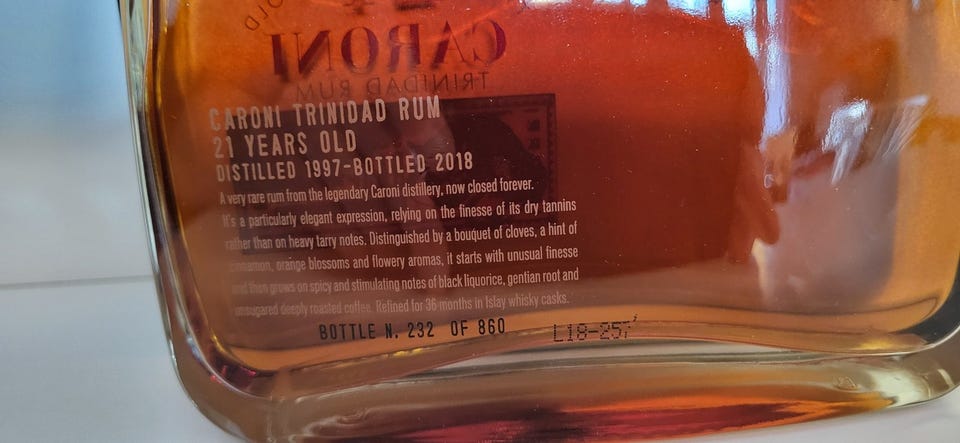 OLD
CARONI
TRINIDAD RUM
CARONI TRINIDAD RUM
21 YEARS OLD
DISTILLED 1997-BOTTLED 2018
A very rare rum from the legendary Caroni distillery, now closed forever.
It's a particularly elegant expression, relying on the finesse of its dry tannins
rather than on heavy tarry notes. Distinguished by a bouquet of cloves, a hint of
cinnamon, orange blossoms and flowery aromas, it starts with unusual finesse
and then grows on spicy and stimulating notes of black liquorice, gentian root and
unsugared deeply roasted coffee. Refined for 36 months in Islay whisky casks.
BOTTLE N. 232 OF 860
L18-257